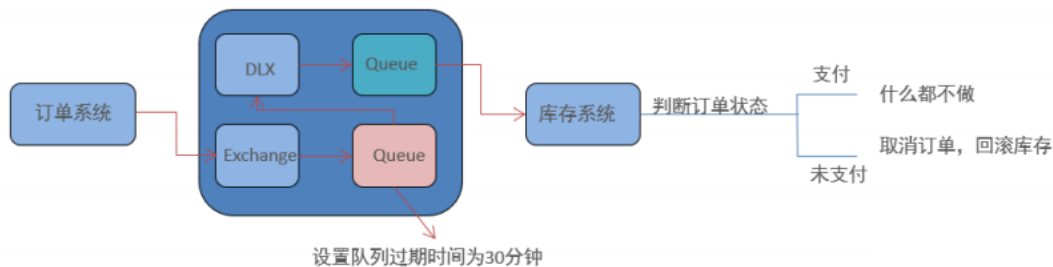 订单系统
DLX
Queue
Exchange
Queue
设置队列过期时间为30分钟
库存系统
判断订单状态
支付
什么都不做
取消订单，回滚库存
未支付